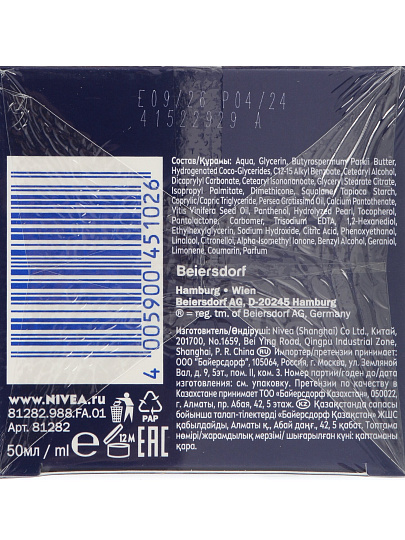 E09/26 P04/24
41522929 A
Состав/Құрамы: Aqua, Glycerin, Butyrospermum Parkii Butter,
Hydrogenated Coco-Glycerides, C12-15 Alkyl Benzoate, Cetearyl Alcohol,
Dicaprylyl Carbonate, Cetearyl Isononanoate, Glyceryl Stearate Citrate,
Isopropyl Palmitate, Dimethicone, Squalane, Tapioca Starch,
Caprylic/Capric Triglyceride, Persea Gratissima Oil, Calcium Pantothenate,
Vitis Vinifera Seed Oil, Panthenol, Hydrolyzed Pearl, Tocopherol,
Pantolactone, Carbomer, Trisodium EDTA, 1,2-Hexanediol,
Ethylhexylglycerin, Sodium Hydroxide, Citric Acid, Phenoxyethanol,
Linalool, Citronellol, Alpha-Isomethyl Ionone, Benzyl Alcohol, Geraniol,
Limonene, Coumarin, Parfum
Beiersdorf
Hamburg • Wien
Beiersdorf AG, D-20245 Hamburg
® = reg. tm. of Beiersdorf AG, Germany
Изготовитель/Өндіруші: Nivea (Shanghai) Co Ltd., Китай,
201700, No.1659, Bei Ying Road, Qingpu Industrial Zone,
Shanghai, P. R. China RU Импортер/претензии принимает:
ООО "Байерсдорф", 105064, Россия, г. Москва, ул. Земляной
Вал, д. 9, 5эт., пом. II, ком. 3. Номер партии/годен до/дата
изготовления: см. упаковку. Претензии по качеству в
Казахстане принимает ТОО «Байерсдорф Казахстан», 050022,
г. Алматы, пр. Абая, 42, 5 этаж. KZ Казахстанда сапасы
бойынша талап-тілектерді «Байерсдорф Казахстан» ЖШС
қабылдайды, Алматы қ., Абай даңғ., 42, 5 қабат. Топтама
нөмірі/жарамдылық мерзімі/ шығарылған күні: қаптаманы
қара.
4 005900 451026
www.NIVEA.ru
81282.988.FA.01
Арт. 81282
50мл / ml e 12M EAC
PAP